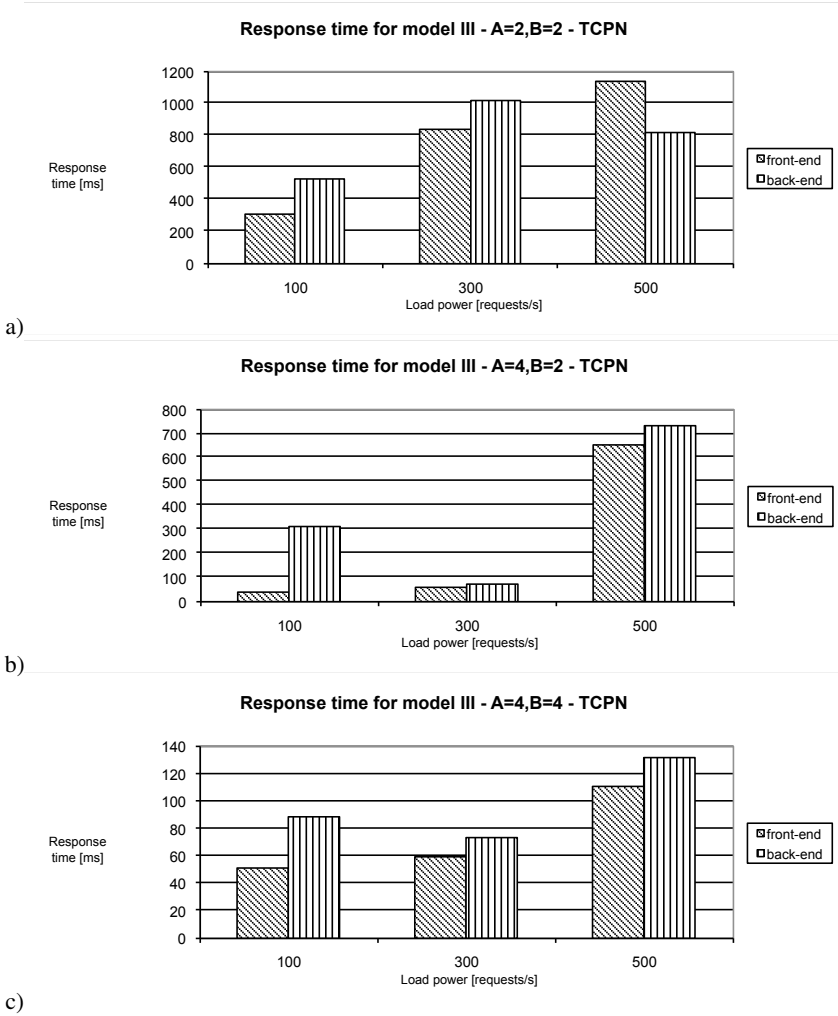 Response time for model III - A=2,B=2 - TCPN
1200
1000
800
600
400
200
0
Response
time [ms]
100
300
500
Load power [requests/s]
front-end
back-end
a)
Response time for model III - A=4,B=2 - TCPN
800
700
600
500
400
300
200
100
0
Response
time [ms]
100
300
500
Load power [requests/s]
front-end
back-end
b)
Response time for model III - A=4,B=4 - TCPN
140
120
100
80
60
40
20
0
Response
time [ms]
100
300
500
Load power [requests/s]
front-end
back-end
c)